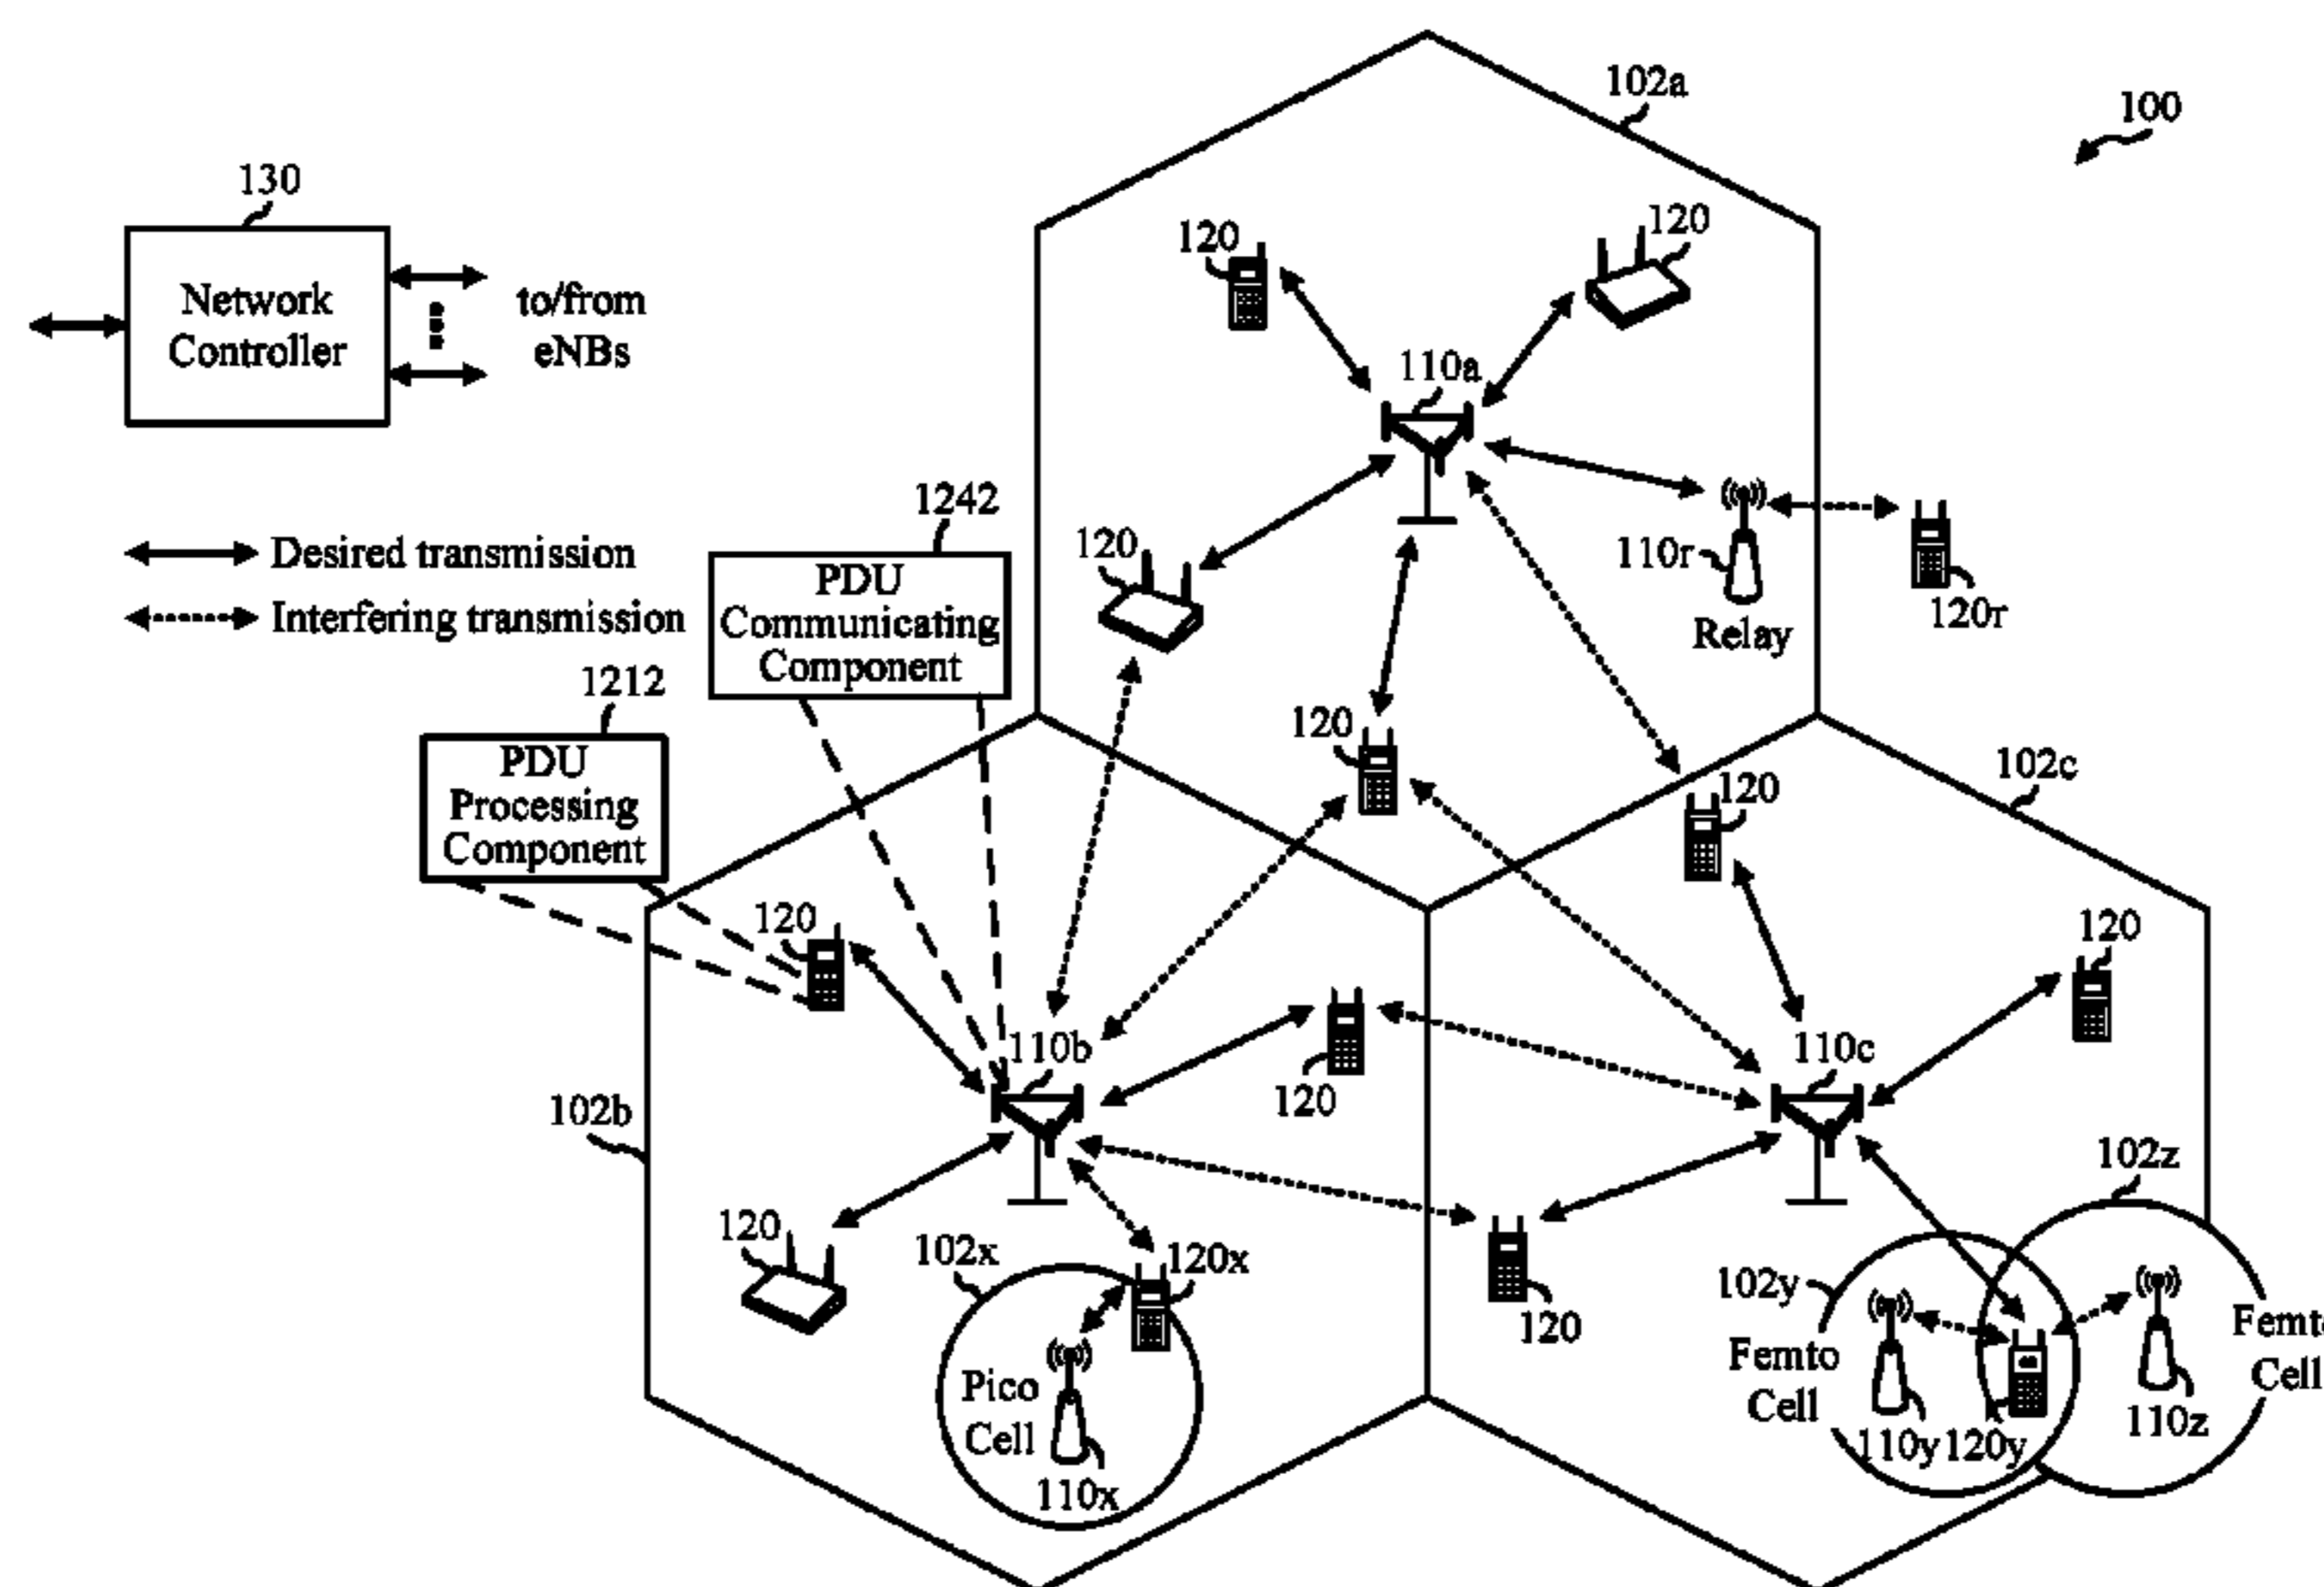 102a
100
130
Network
Controller
to/from
eNBs
120
120
110a
1242
PDU
Communicating
Component
Desired transmission
Interfering transmission
120
110r
Relay
120r
1212
PDU
Processing
Component
120
120
102c
120
120
110b
120
110c
102b
102z
120
102x
120x
120
102y
Femto
Cell
Femto
Cell
Pico
Cell
110x
110y
120y
110z